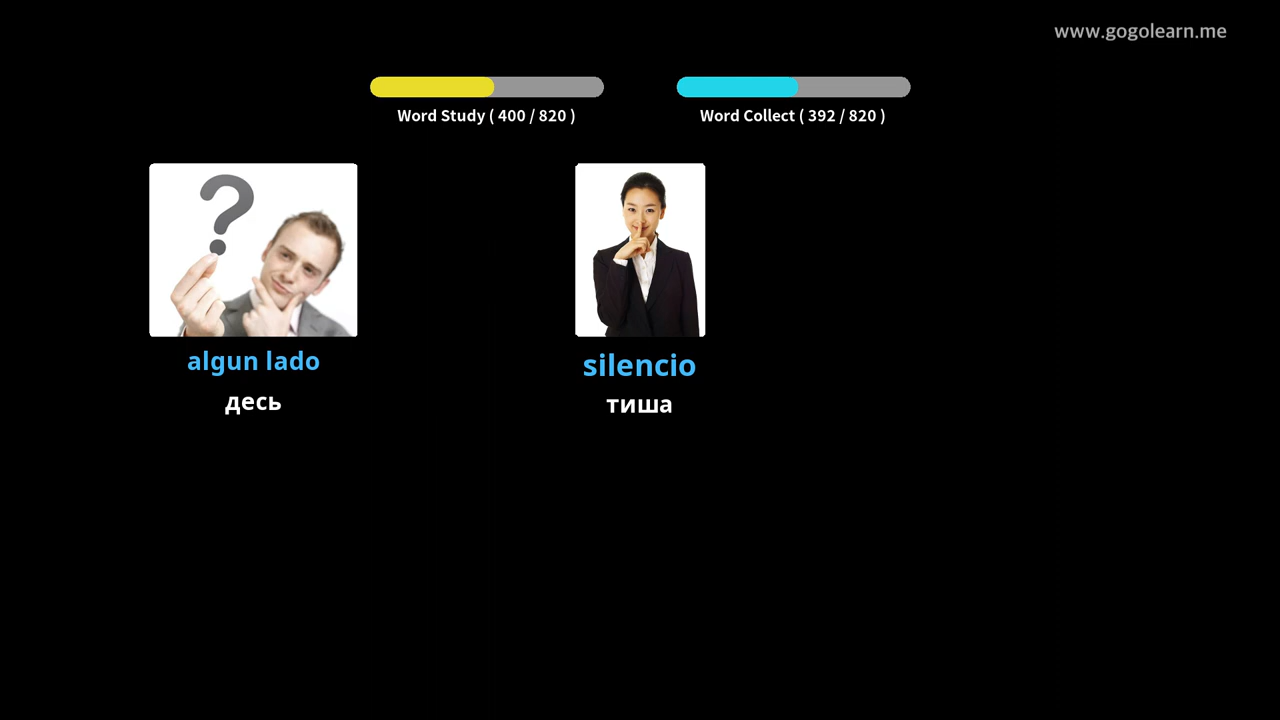 www.gogolearn.me
Word Study ( 400 / 820 )
Word Collect ( 392 / 820 )
algun lado
десь
silencio
тиша